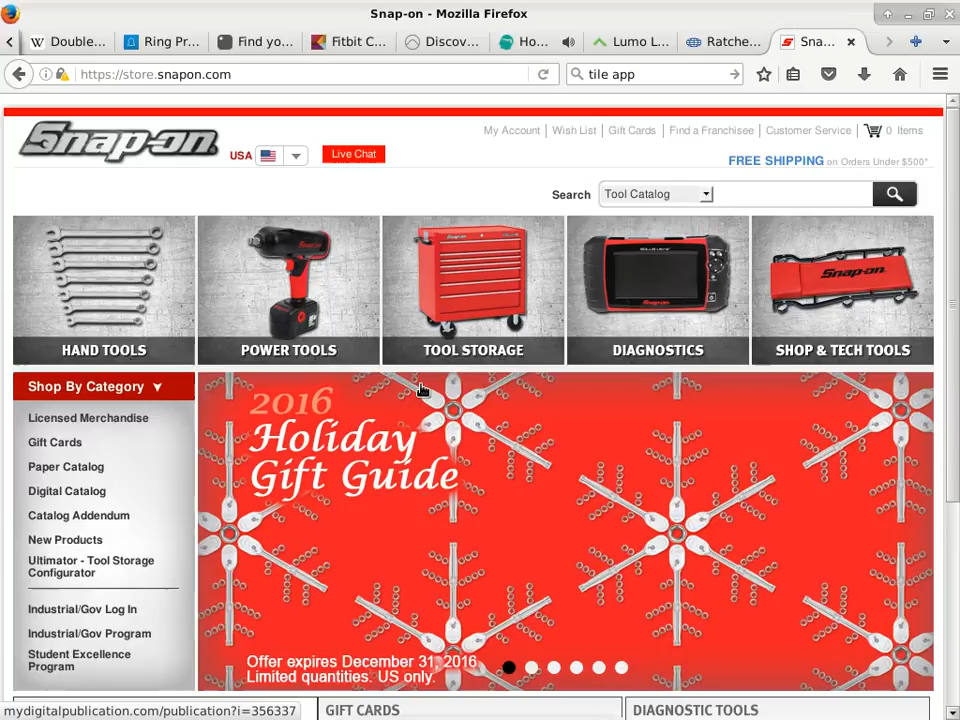 Snap-on - Mozilla Firefox
Double...
Ring Pr...
Find yo...
Fitbit C...
Discov...
Ho...
Lumo L...
Ratche...
Sna...
https://store.snapon.com
tile app
Snap-on
USA
Live Chat
My Account | Wish List | Gift Cards | Find a Franchisee | Customer Service | 0 Items
FREE SHIPPING on Orders Under $500*
Search
Tool Catalog
HAND TOOLS
POWER TOOLS
TOOL STORAGE
DIAGNOSTICS
Snap-on
SHOP & TECH TOOLS
Shop By Category ▼
Licensed Merchandise
Gift Cards
Paper Catalog
Digital Catalog
Catalog Addendum
New Products
Ultimator - Tool Storage
Configurator
Industrial/Gov Log In
Industrial/Gov Program
Student Excellence
Program
2016
Holiday
Gift Guide
Offer expires December 31, 2016
Limited quantities. US only.
mydigitalpublication.com/publication?i=356337
GIFT CARDS
DIAGNOSTIC TOOLS